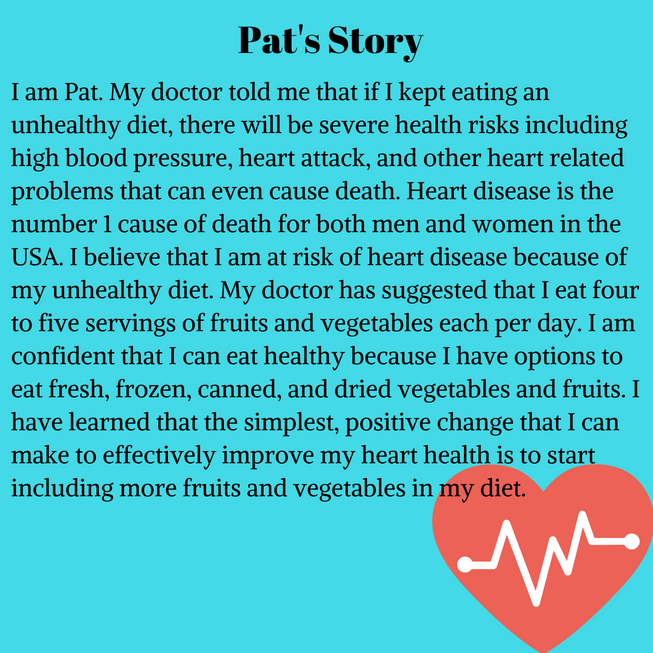 Pat's Story
I am Pat. My doctor told me that if I kept eating an
unhealthy diet, there will be severe health risks including
high blood pressure, heart attack, and other heart related
problems that can even cause death. Heart disease is the
number 1 cause of death for both men and women in the
USA. I believe that I am at risk of heart disease because of
my unhealthy diet. My doctor has suggested that I eat four
to five servings of fruits and vegetables each per day. I am
confident that I can eat healthy because I have options to
eat fresh, frozen, canned, and dried vegetables and fruits. I
have learned that the simplest, positive change that I can
make to effectively improve my heart health is to start
including more fruits and vegetables in my diet.